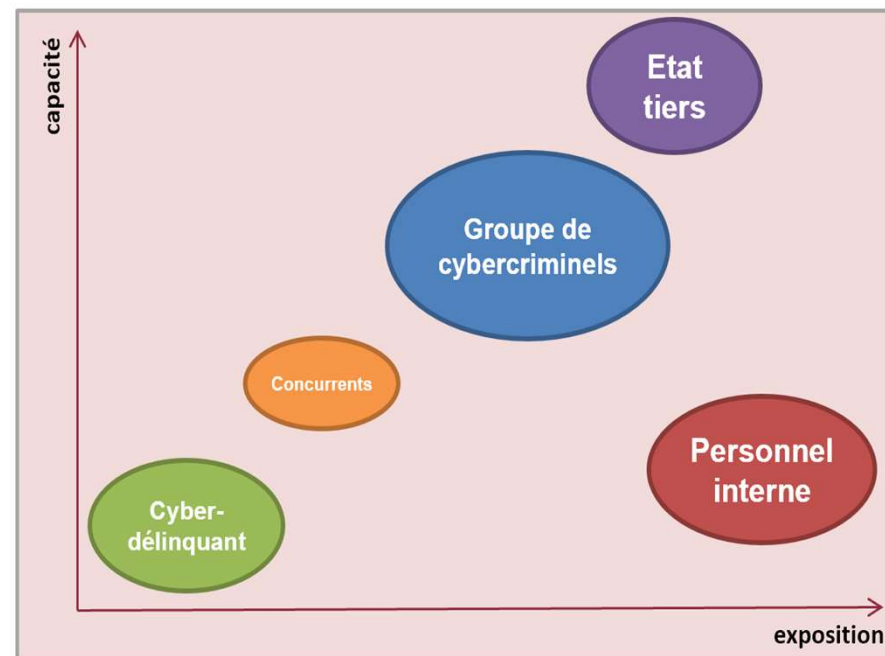 capacité
Etat
tiers
Groupe de
cybercriminels
Concurrents
Personnel
interne
Cyber-
délinquant
exposition